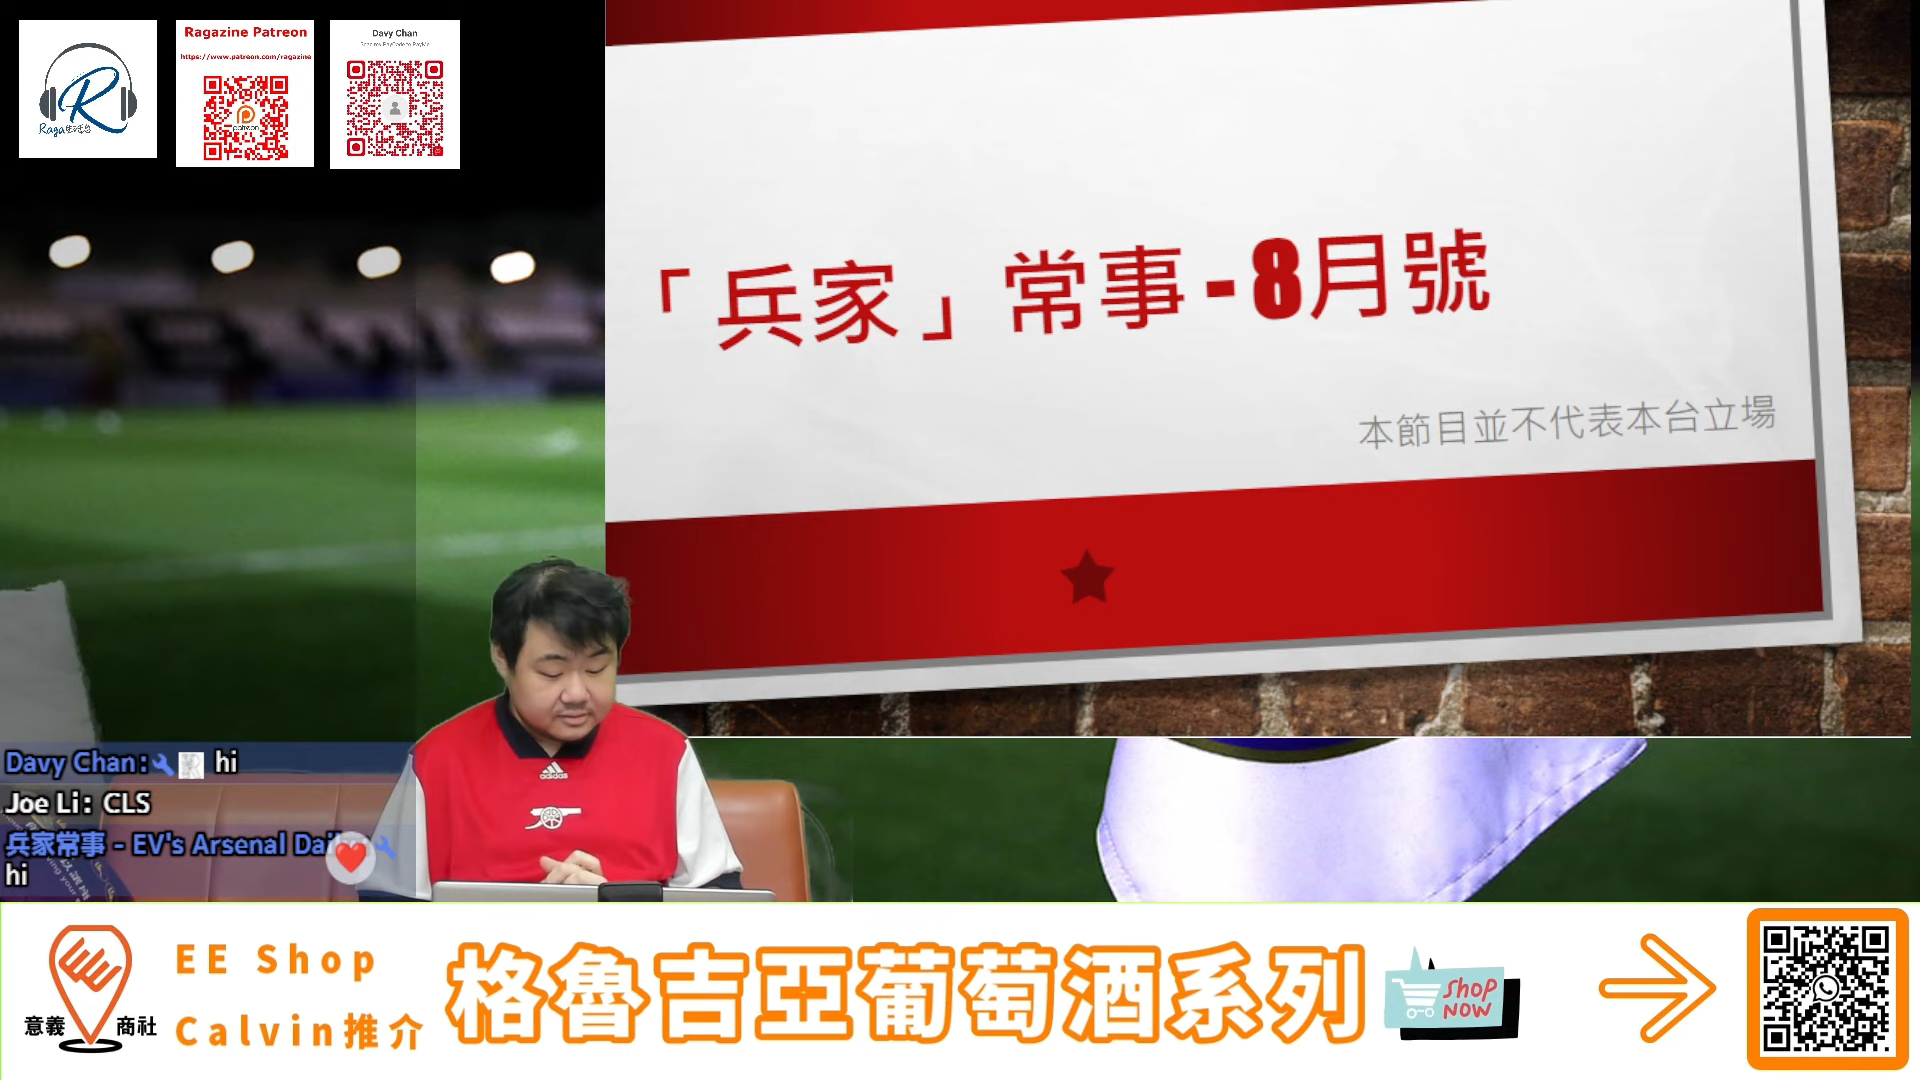 Ragazine Patreon
https://www.patreon.com/ragazine
patreon
Davy Chan
Raga
「兵家」常事 - 8月號
本節目並不代表本台立場
adidas
Davy Chan: hi
Joe Li: CLS
兵家常事 - EV's Arsenal Dai
hi
意義 商社
EE Shop
Calvin推介
格魯吉亞葡萄酒系列
Shop
NOW